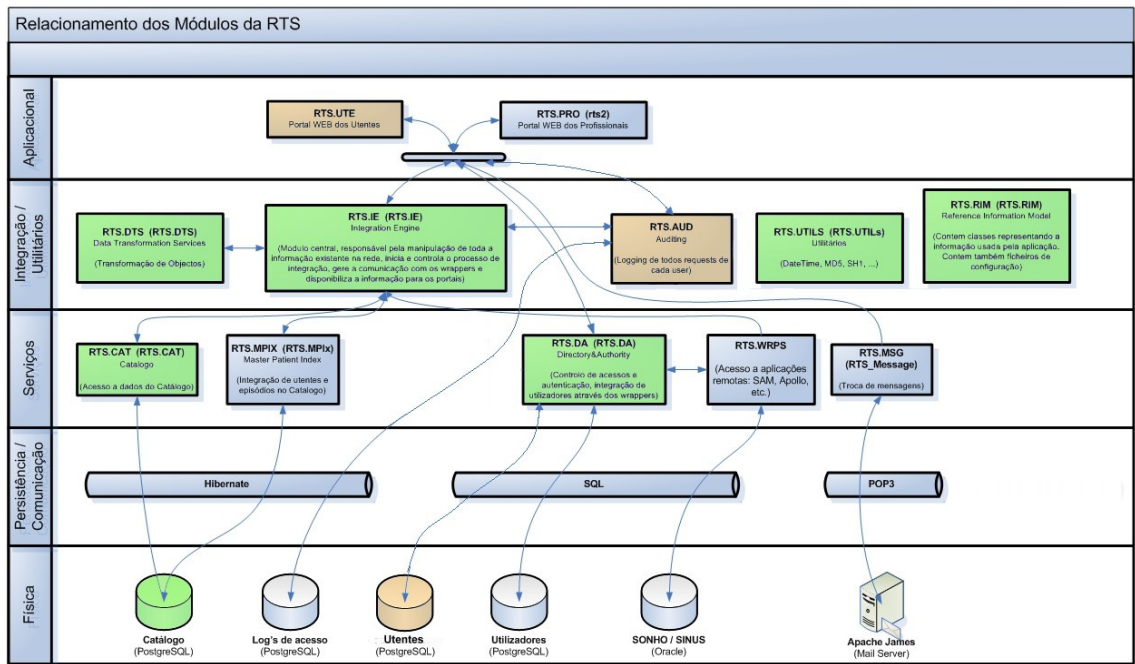 Relacionamento dos Módulos da RTS
Aplicacional
RTS.UTE
Portal WEB dos Utentes
RTS.PRO (rts2)
Portal WEB dos Profissionais
Integração /
Utilitários
RTS.DTS (RTS.DTS)
Data Transformation Services
(Transformação de Objectos)
RTS.IE (RTS.IE)
Integration Engine
(Modulo central, responsável pela manipulação de toda a
informação existente na rede, inicia e controla o processo de
integração, gere a comunicação com os wrappers e
disponibiliza a informação para os portais)
RTS.AUD
Auditing
(Logging de todos requests de
cada user)
RTS.UTILS (RTS.UTILs)
Utilitários
(DateTime, MD5, SH1, ...)
RTS.RIM (RTS.RIM)
Reference Information Model
(Contem classes representando a
informação usada pela aplicação.
Contem também ficheiros de
configuração)
Serviços
RTS.CAT (RTS.CAT)
Catalogo
(Acesso a dados do Catálogo)
RTS.MPIX (RTS.MPIx)
Master Patient Index
(Integração de utentes e
episódios no Catalogo)
RTS.DA (RTS.DA)
Directory&Authority
(Controlo de acessos e
autenticação, integração de
utilizadores através dos wrappers)
RTS.WRPS
(Acesso a aplicações
remotas: SAM, Apollo,
etc.)
RTS.MSG
(RTS_Message)
(Troca de mensagens)
Persistência /
Comunicação
Hibernate
SQL
POP3
Física
Catálogo
(PostgreSQL)
Log's de acesso
(PostgreSQL)
Utentes
(PostgreSQL)
Utilizadores
(PostgreSQL)
SONHO / SINUS
(Oracle)
Apache James
(Mail Server)